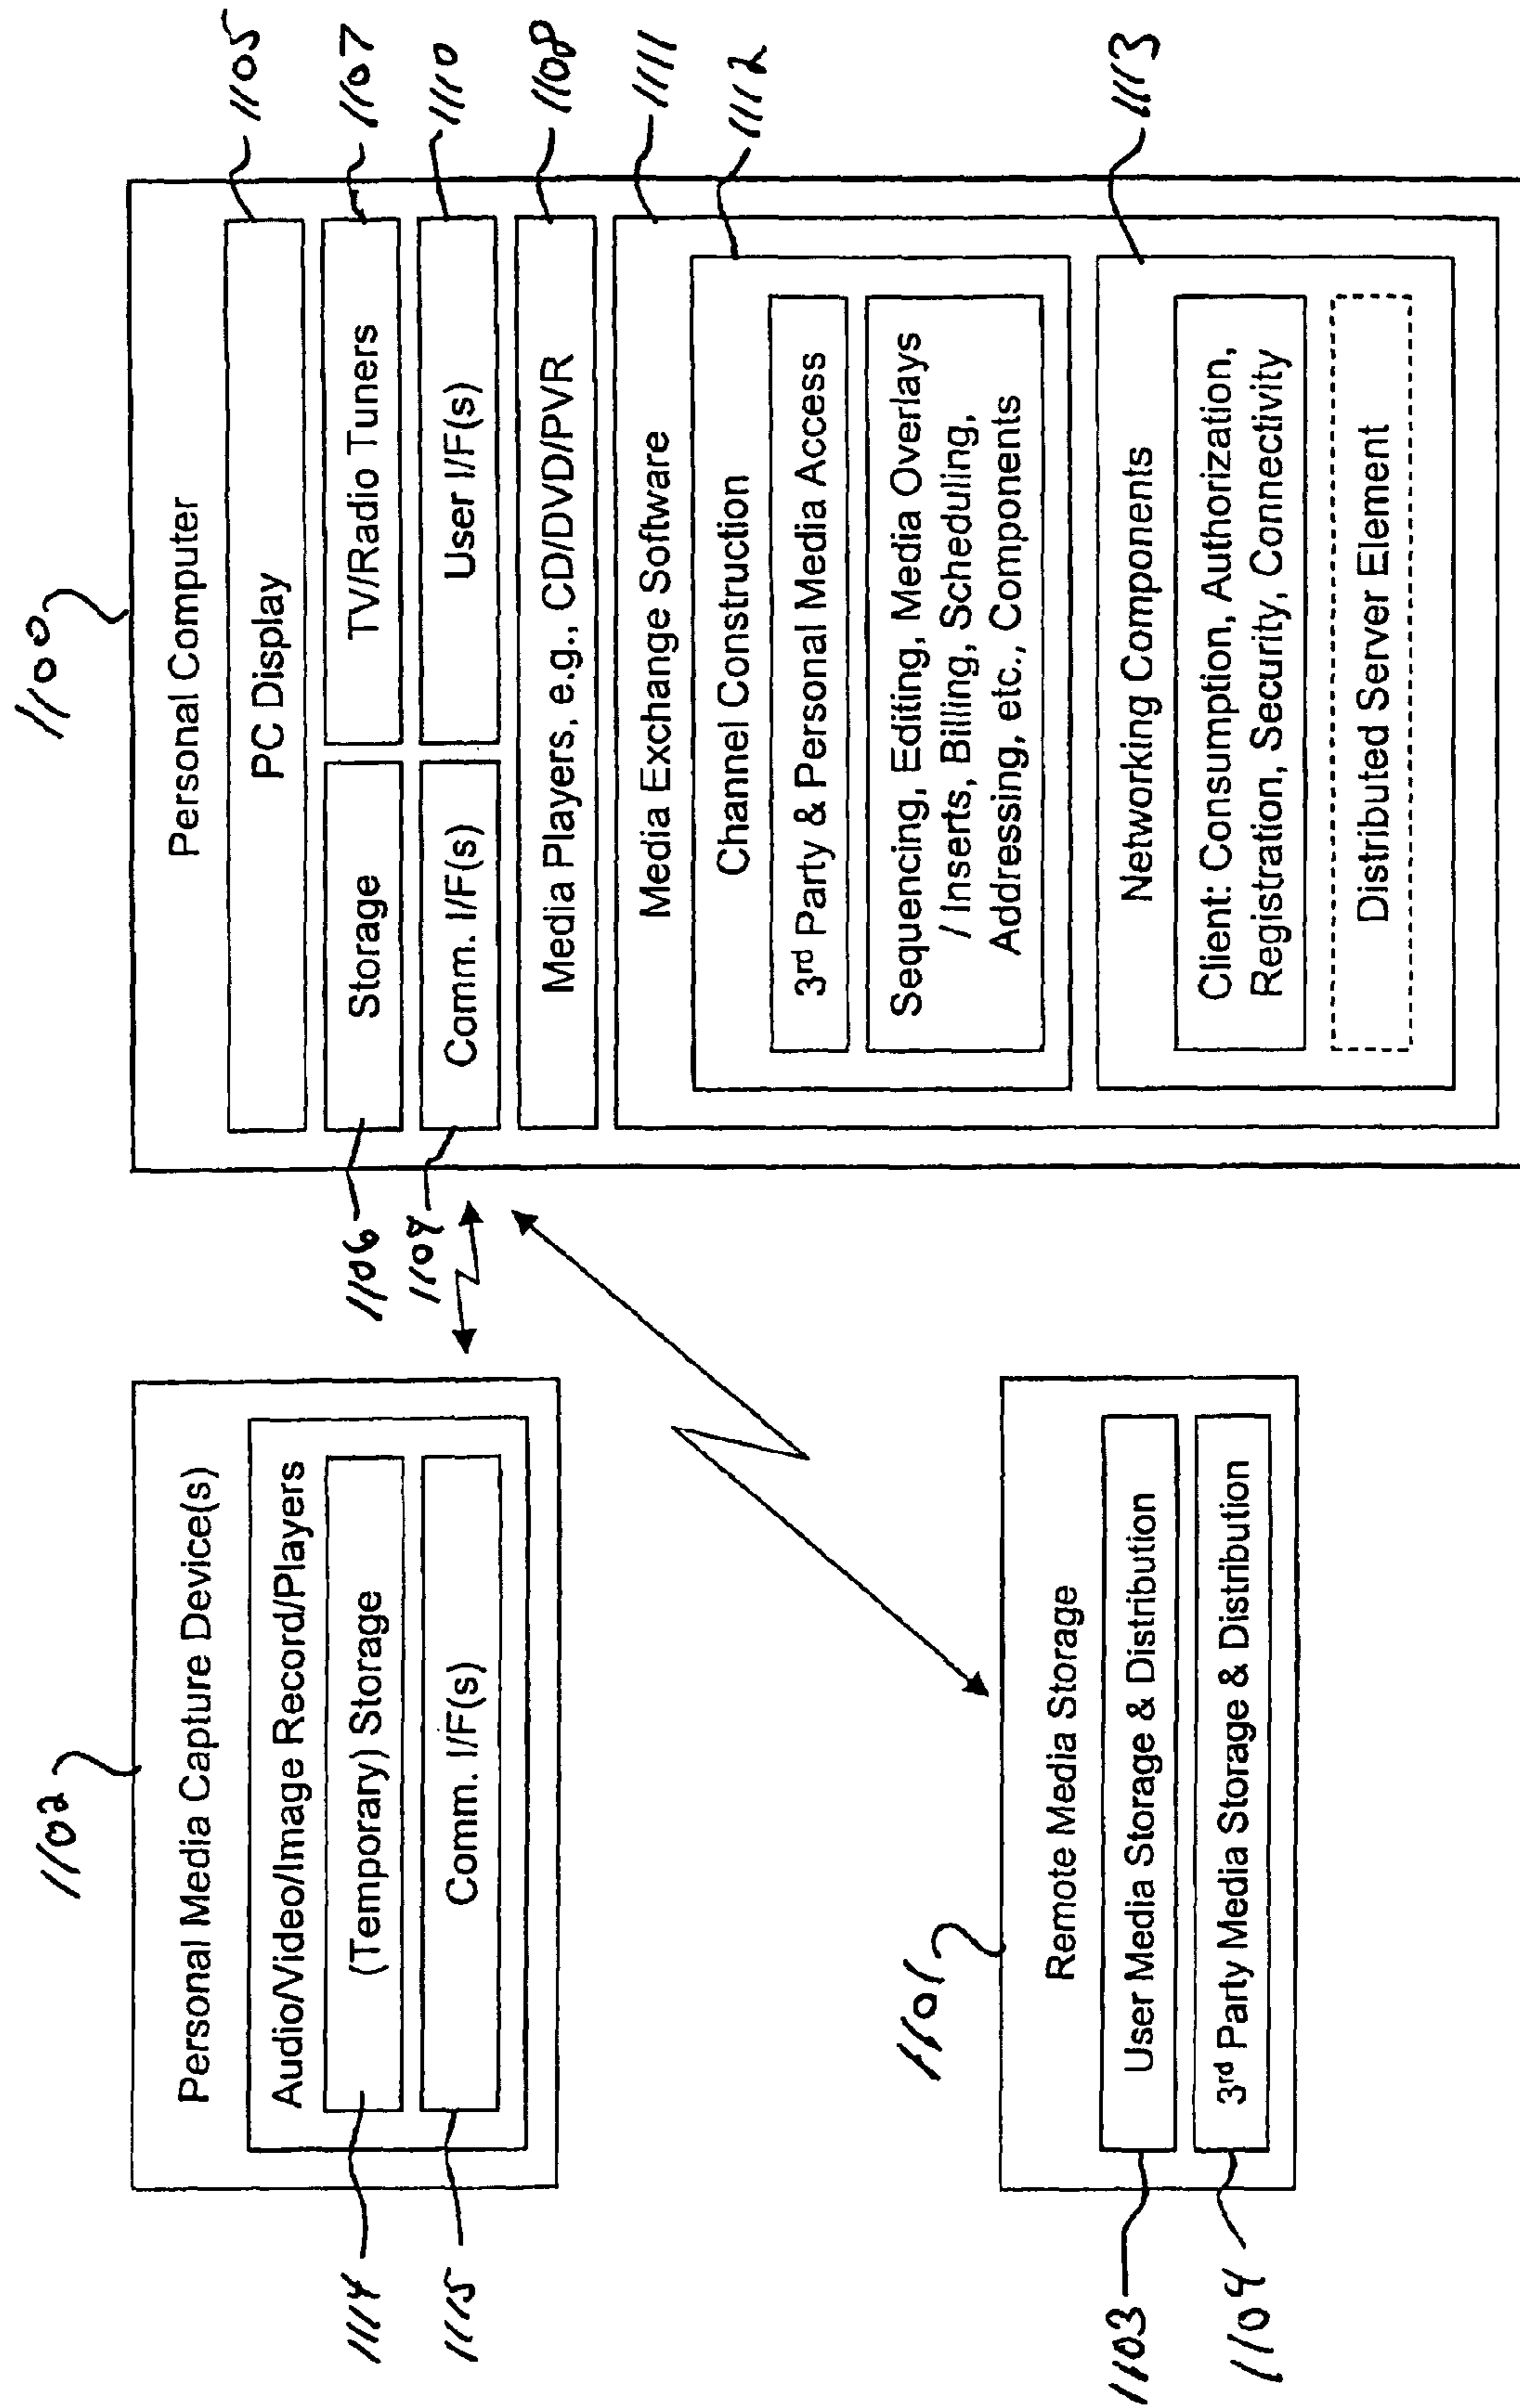 1102
Personal Media Capture Device(s)
Audio/Video/Image Record/Players
1114
(Temporary) Storage
1115
Comm. I/F(s)
1101
Remote Media Storage
1103
User Media Storage & Distribution
1104
3rd Party Media Storage & Distribution
1100
Personal Computer
PC Display
1105
1106
Storage
TV/Radio Tuners
1107
1109
Comm. I/F(s)
User I/F(s)
1110
Media Players, e.g., CD/DVD/PVR
1108
Media Exchange Software
1111
Channel Construction
1112
3rd Party & Personal Media Access
Sequencing, Editing, Media Overlays
/ Inserts, Billing, Scheduling,
Addressing, etc., Components
Networking Components
1113
Client: Consumption, Authorization,
Registration, Security, Connectivity
Distributed Server Element